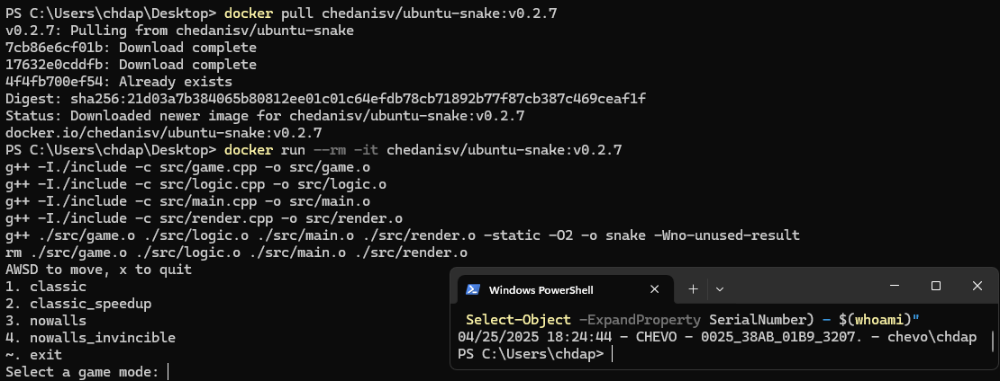 PS C:\Users\chdap\Desktop> docker pull chedanisv/ubuntu-snake:v0.2.7
v0.2.7: Pulling from chedanisv/ubuntu-snake
7cb86e6cf01b: Download complete
17632e0cddfb: Download complete
4f4fb700ef54: Already exists
Digest: sha256:21d03a7b384065b80812ee01c01c64efdb78cb71892b77f87cb387c469ceaf1f
Status: Downloaded newer image for chedanisv/ubuntu-snake:v0.2.7
docker.io/chedanisv/ubuntu-snake:v0.2.7
PS C:\Users\chdap\Desktop> docker run --rm -it chedanisv/ubuntu-snake:v0.2.7
g++ -I./include -c src/game.cpp -o src/game.o
g++ -I./include -c src/logic.cpp -o src/logic.o
g++ -I./include -c src/main.cpp -o src/main.o
g++ -I./include -c src/render.cpp -o src/render.o
g++ ./src/game.o ./src/logic.o ./src/main.o ./src/render.o -static -O2 -o snake -Wno-unused-result
rm ./src/game.o ./src/logic.o ./src/main.o ./src/render.o
AWSD to move, x to quit
1. classic
2. classic_speedup
3. nowalls
4. nowalls_invincible
~. exit
Select a game mode:
Windows PowerShell
Select-Object -ExpandProperty SerialNumber) - $(whoami)"
04/25/2025 18:24:44 - CHEVO - 0025_38AB_01B9_3207. - chevo\chdap
PS C:\Users\chdap>